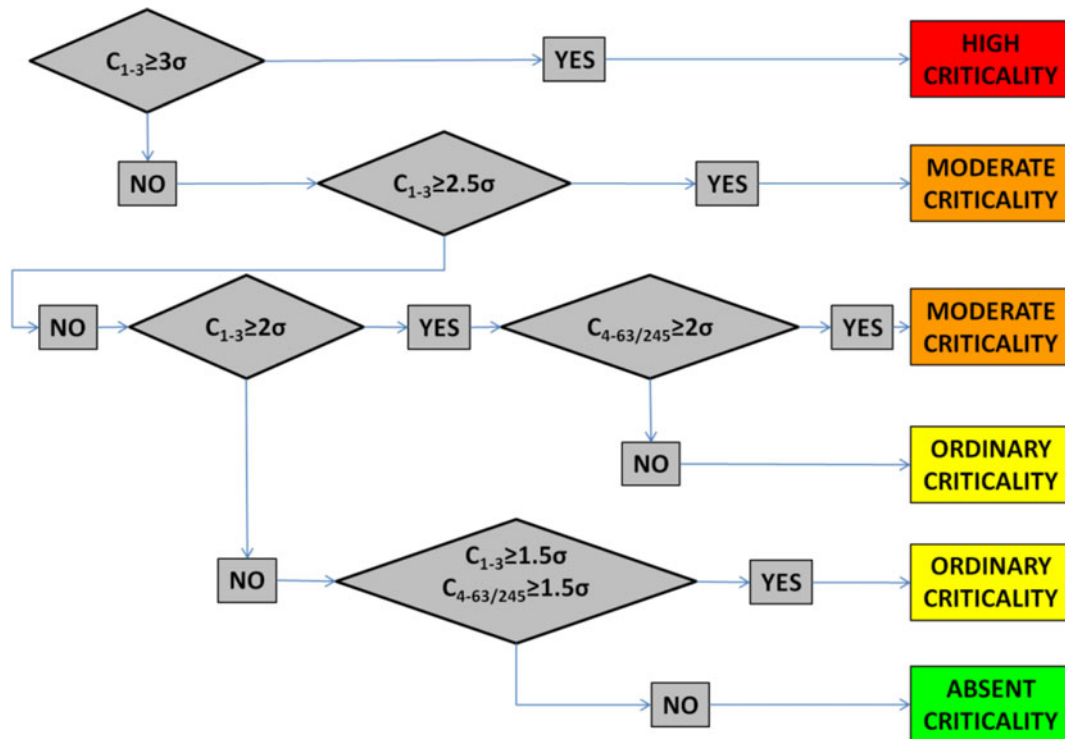 C₁₋₃≥3σ
YES
HIGH
CRITICALITY
NO
C₁₋₃≥2.5σ
YES
MODERATE
CRITICALITY
NO
C₁₋₃≥2σ
YES
C₄₋₆₃/₂₄₅≥2σ
YES
MODERATE
CRITICALITY
NO
ORDINARY
CRITICALITY
NO
C₁₋₃≥1.5σ
C₄₋₆₃/₂₄₅≥1.5σ
YES
ORDINARY
CRITICALITY
NO
ABSENT
CRITICALITY